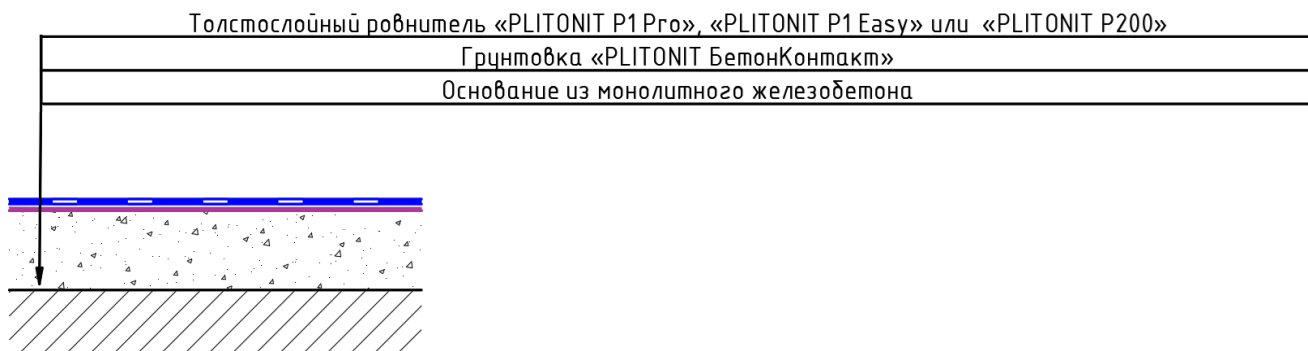 Толстослойный ровнитель «PLITONIT P1 Pro», «PLITONIT P1 Easy» или «PLITONIT P200»
Грунтовка «PLITONIT БетонКонтакт»
Основание из монолитного железобетона